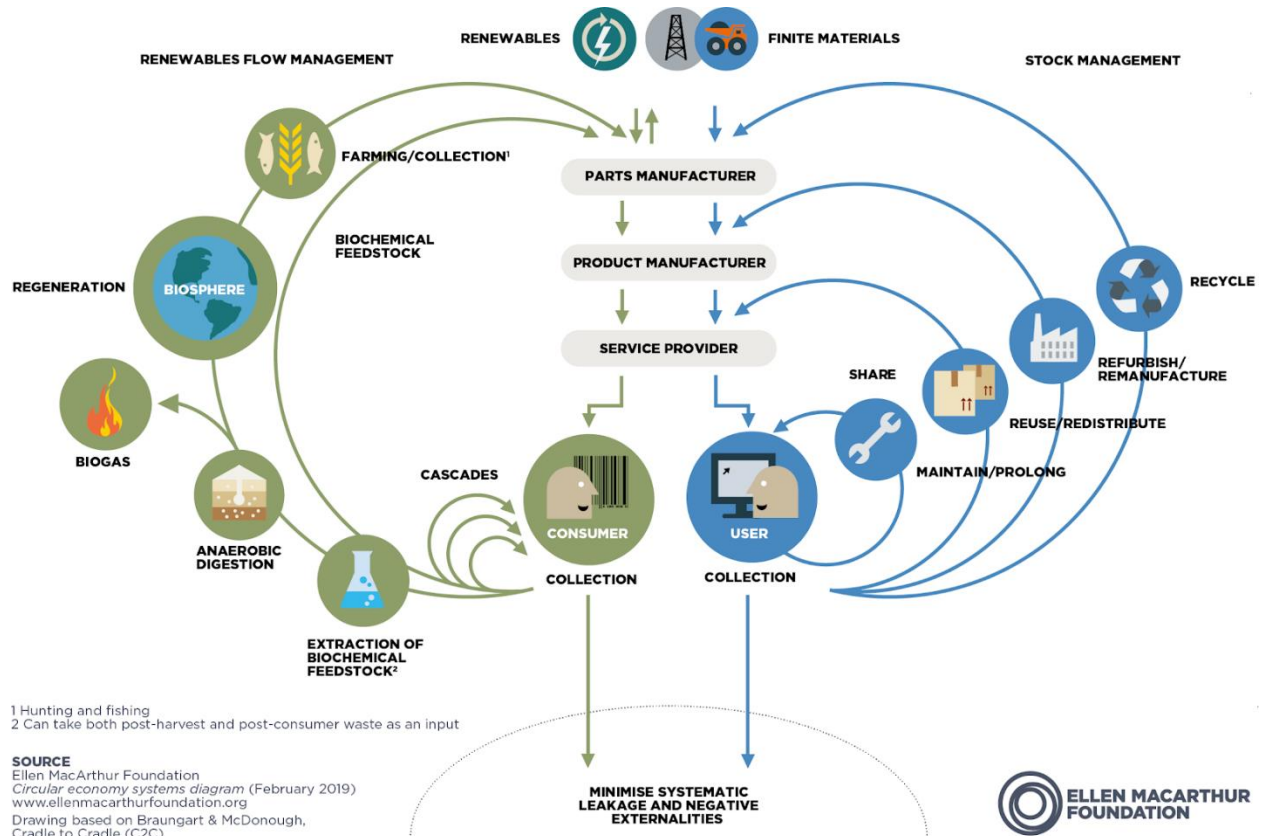 RENEWABLES
FINITE MATERIALS
RENEWABLES FLOW MANAGEMENT
STOCK MANAGEMENT
FARMING/COLLECTION¹
PARTS MANUFACTURER
BIOCHEMICAL
FEEDSTOCK
PRODUCT MANUFACTURER
REGENERATION
BIOSPHERE
RECYCLE
SERVICE PROVIDER
SHARE
REFURBISH/
REMANUFACTURE
REUSE/REDISTRIBUTE
BIOGAS
CASCADES
MAINTAIN/PROLONG
CONSUMER
USER
ANAEROBIC
DIGESTION
COLLECTION
COLLECTION
EXTRACTION OF
BIOCHEMICAL
FEEDSTOCK²
1 Hunting and fishing
2 Can take both post-harvest and post-consumer waste as an input
SOURCE
Ellen MacArthur Foundation
Circular economy systems diagram (February 2019)
www.ellenmacarthurfoundation.org
Drawing based on Braungart & McDonough,
Cradle to Cradle (C2C)
MINIMISE SYSTEMATIC
LEAKAGE AND NEGATIVE
EXTERNALITIES
ELLEN MACARTHUR
FOUNDATION